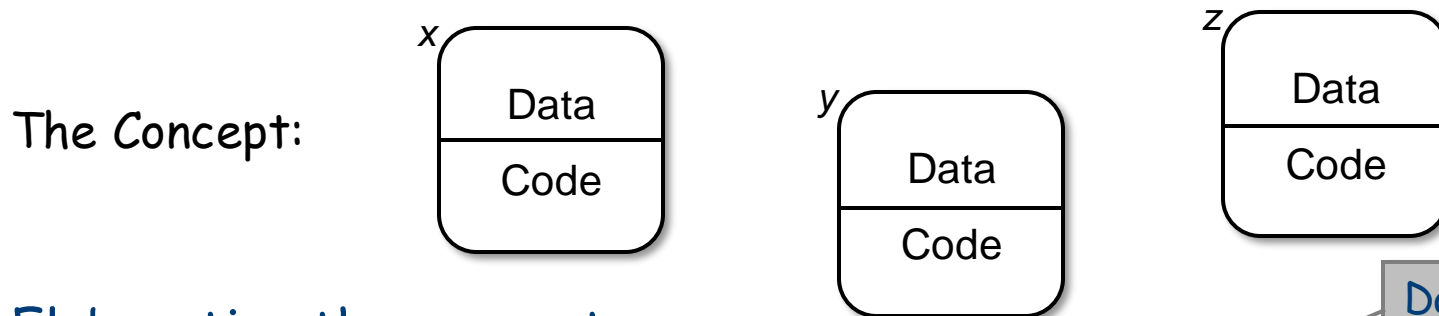 x
Data
Code
y
Data
Code
z
Data
Code
The Concept: